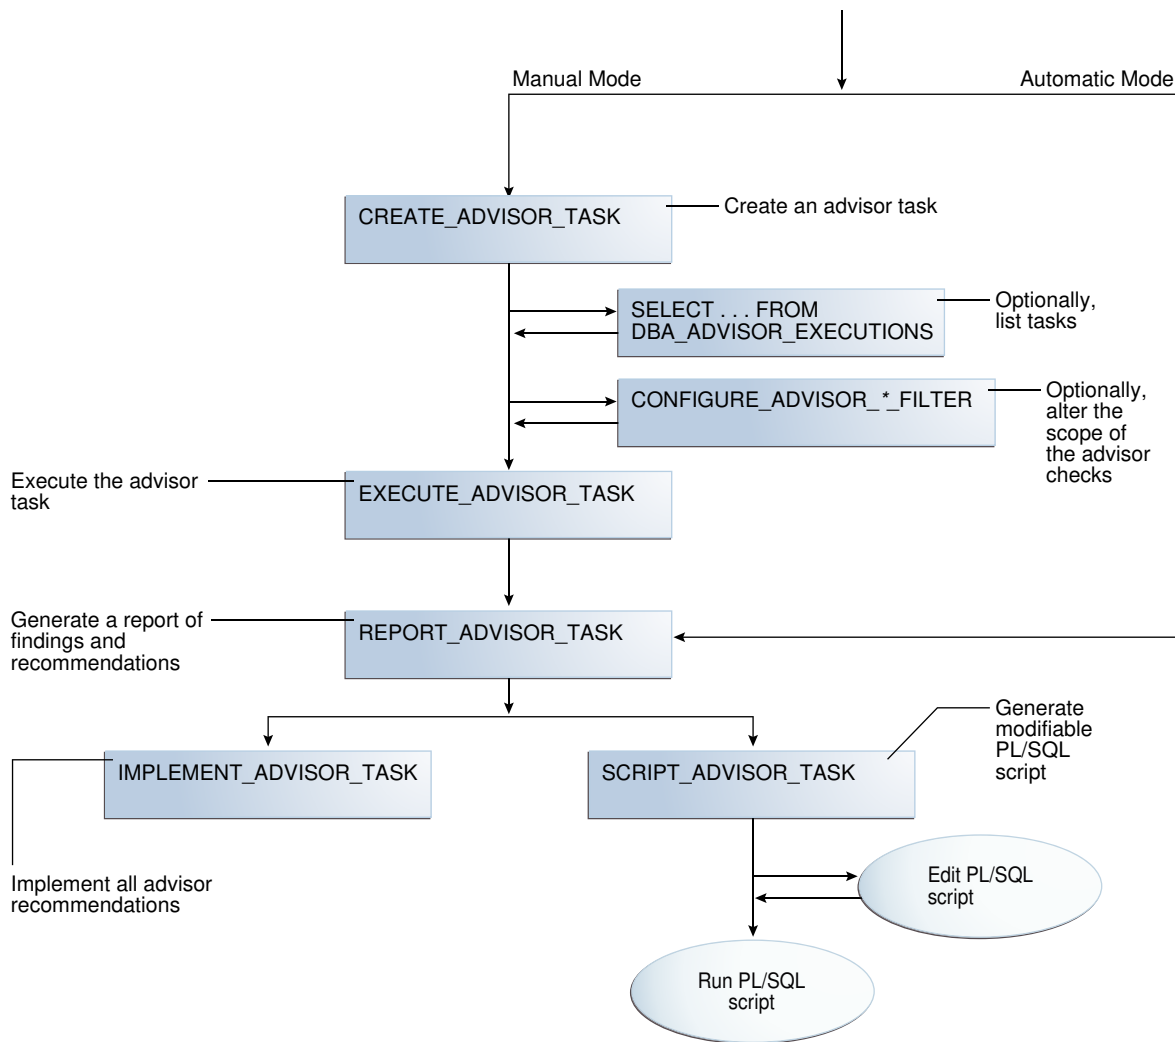 Manual Mode
Automatic Mode
CREATE_ADVISOR_TASK
Create an advisor task
SELECT . . . FROM
DBA_ADVISOR_EXECUTIONS
Optionally,
list tasks
CONFIGURE_ADVISOR_*_FILTER
Optionally,
alter the
scope of
the advisor
checks
Execute the advisor
task
EXECUTE_ADVISOR_TASK
Generate a report of
findings and
recommendations
REPORT_ADVISOR_TASK
Generate
modifiable
PL/SQL
script
IMPLEMENT_ADVISOR_TASK
SCRIPT_ADVISOR_TASK
Implement all advisor
recommendations
Edit PL/SQL
script
Run PL/SQL
script